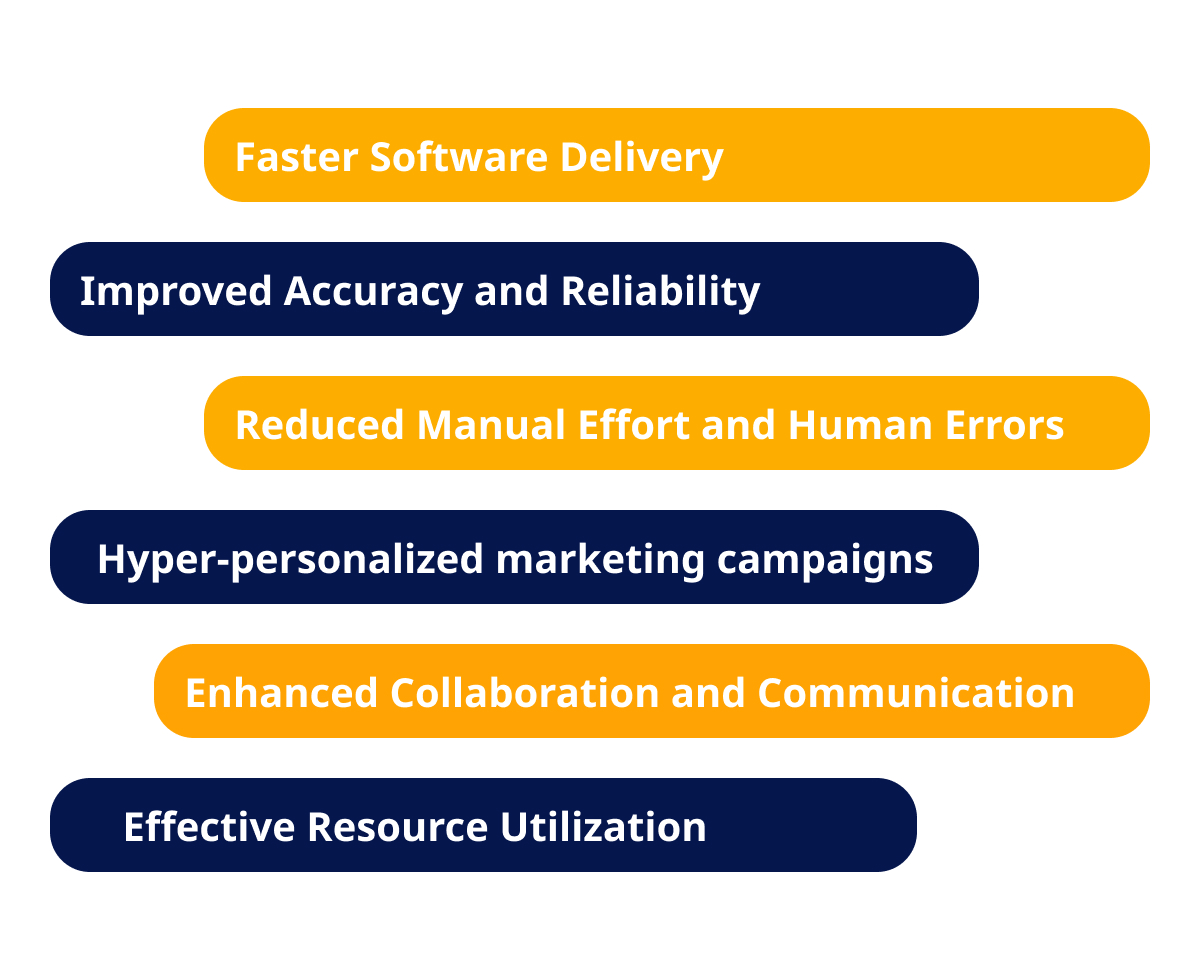 Faster Software Delivery
Improved Accuracy and Reliability
Reduced Manual Effort and Human Errors
Hyper-personalized marketing campaigns
Enhanced Collaboration and Communication
Effective Resource Utilization